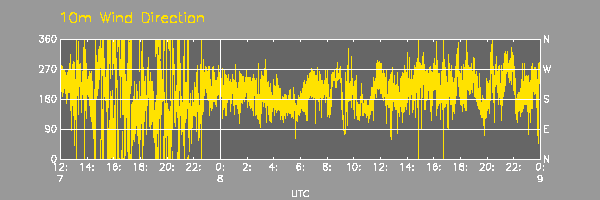 10m Wind Direction
360 N
270 W
180 S
90 E
0 N
12: 14: 16: 18: 20: 22: 0: 2: 4: 6: 8: 10: 12: 14: 16: 18: 20: 22: 0:
7 8 9
UTC